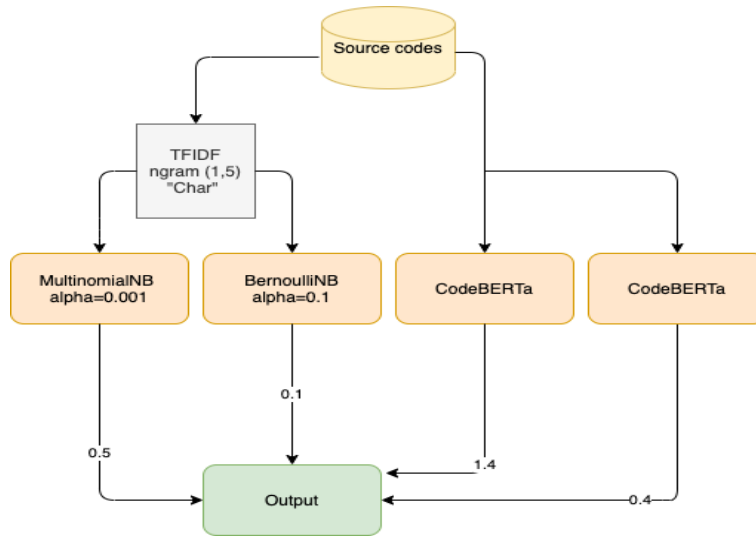 Source codes
TFIDF
ngram (1,5)
"Char"
MultinomialNB
alpha=0.001
BernoulliNB
alpha=0.1
CodeBERTa
CodeBERTa
0.1
0.5
1.4
0.4
Output